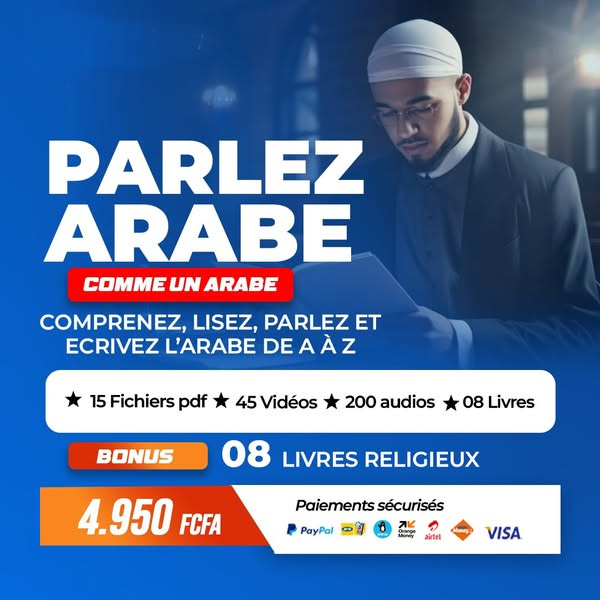 PARLEZ
ARABE
COMME UN ARABE
COMPRENEZ, LISEZ, PARLEZ ET
ECRIVEZ L'ARABE DE A À Z
★ 15 Fichiers pdf ★ 45 Vidéos ★ 200 audios ★ 08 Livres
BONUS 08 LIVRES RELIGIEUX
4.950 FCFA
Paiements sécurisés
PayPal MTN Orange Money airtel VISA